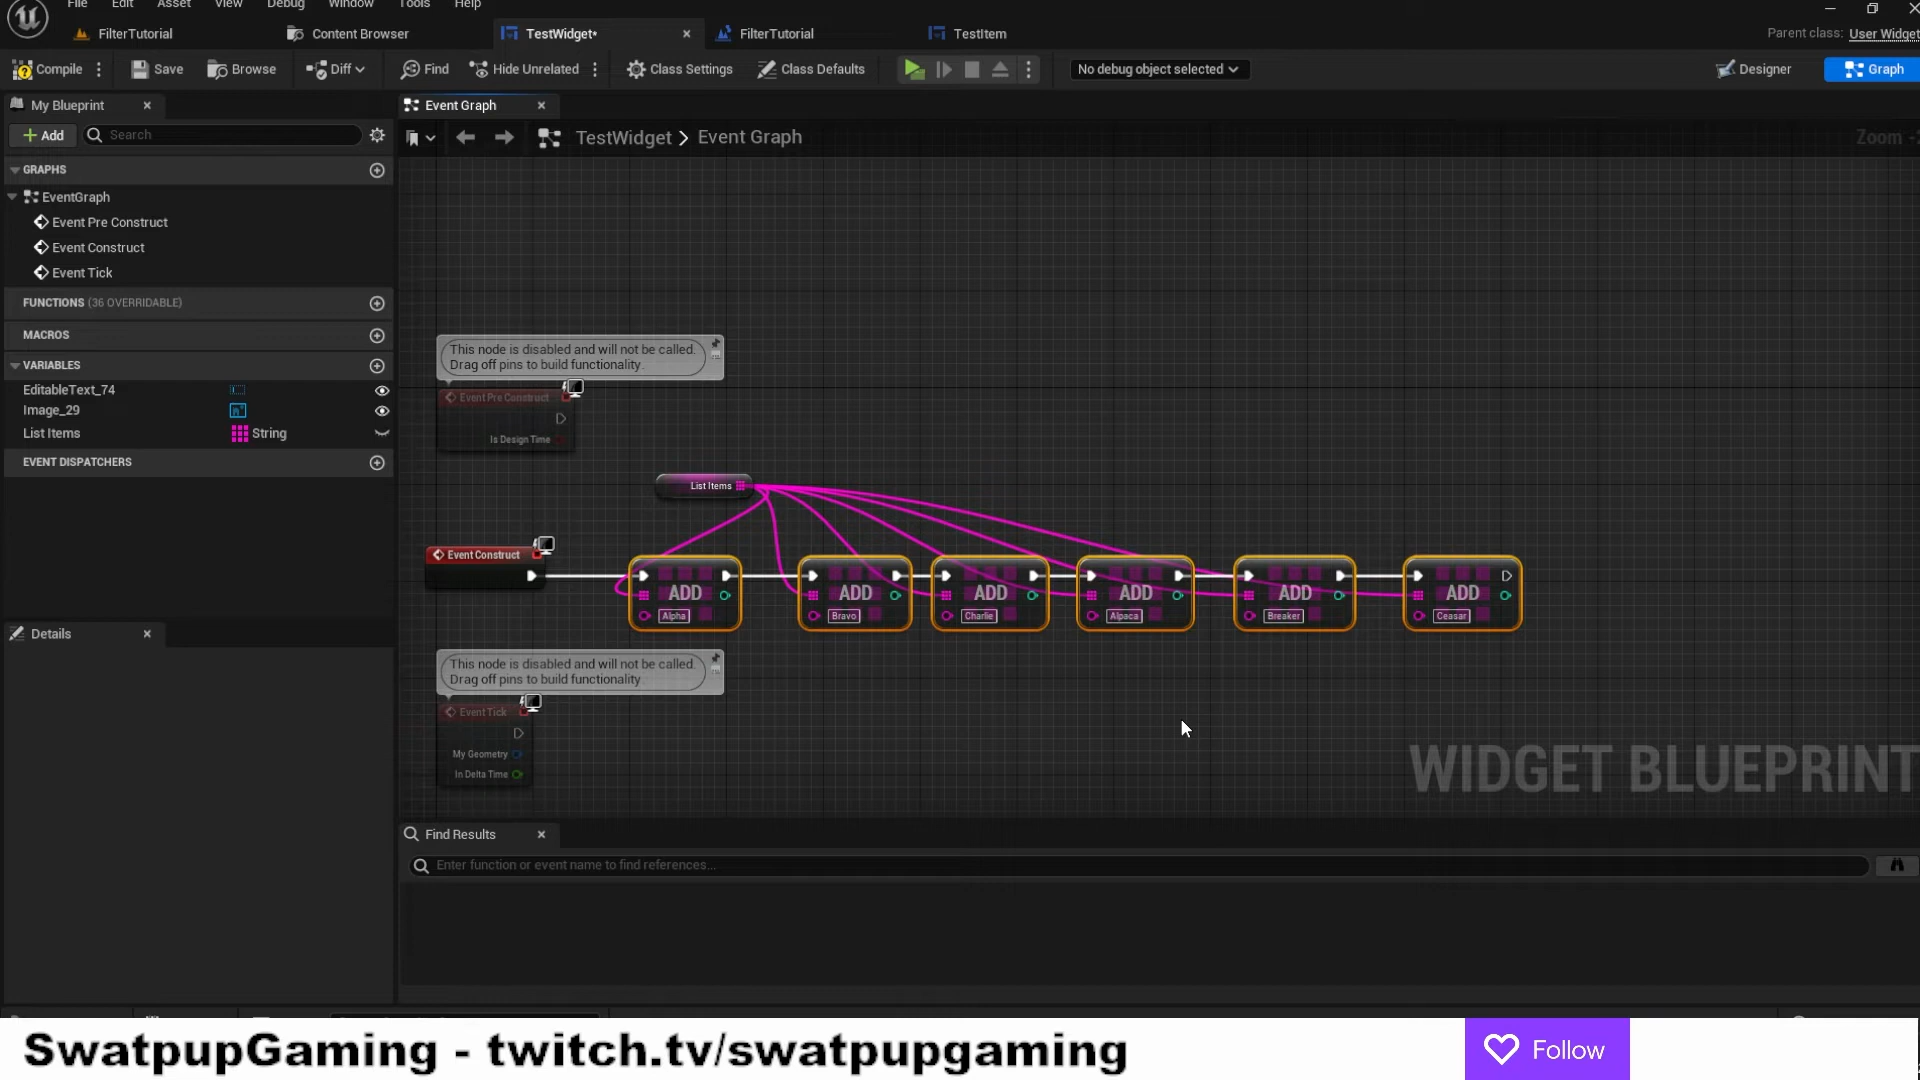 File Edit Asset View Debug Window Tools Help
FilterTutorial Content Browser TestWidget* FilterTutorial TestItem
Parent class: User Widget
Compile Save Browse Diff Find Hide Unrelated Class Settings Class Defaults No debug object selected Designer Graph
My Blueprint
Event Graph
Add Search
TestWidget > Event Graph
Zoom -
GRAPHS
EventGraph
Event Pre Construct
Event Construct
Event Tick
FUNCTIONS (36 OVERRIDABLE)
MACROS
VARIABLES
EditableText_74
Image_29
List Items String
EVENT DISPATCHERS
Details
This node is disabled and will not be called.
Drag off pins to build functionality.
Event Pre Construct
Is Design Time
List Items
Event Construct
ADD ADD ADD ADD ADD ADD
Alpha Bravo Charlie Alpaca Breaker Ceasar
This node is disabled and will not be called.
Drag off pins to build functionality.
Event Tick
My Geometry
In Delta Time
WIDGET BLUEPRINT
Find Results
Enter function or event name to find references...
SwatpupGaming - twitch.tv/swatpupgaming
Follow